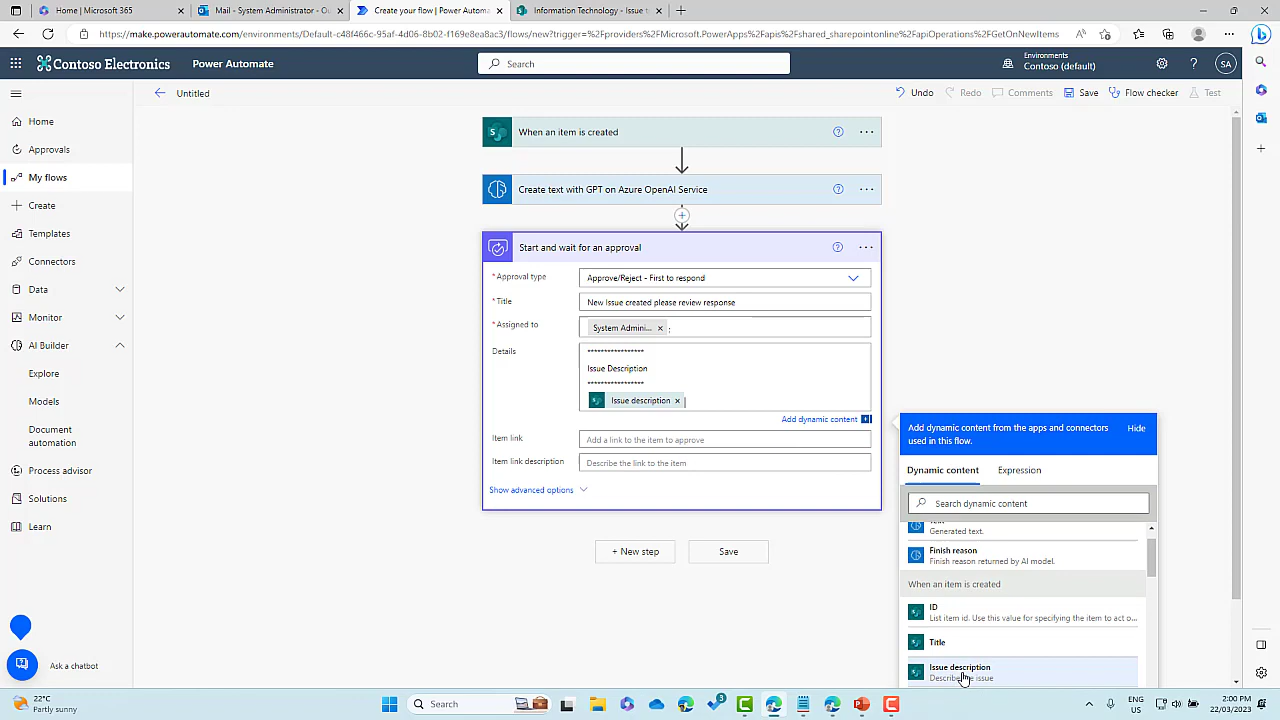 Home | Microsoft 365
Mail - System Administrator - Ou
Create your flow | Power Automa
Information Technology - Issue t
https://make.powerautomate.com/environments/Default-c48f466c-95af-4d06-8b02-f169e8ea8ac3/flows/new?trigger=%2Fproviders%2FMicrosoft.PowerApps%2Fapis%2Fshared_sharepointonline%2FapiOperations%2FGetOnNewItems
Contoso Electronics
Power Automate
Search
Environments
Contoso (default)
SA
Untitled
Undo
Redo
Comments
Save
Flow checker
Test
Home
Approvals
My flows
Create
Templates
Connectors
Data
Monitor
AI Builder
Explore
Models
Document
automation
Process advisor
Solutions
Learn
Ask a chatbot
When an item is created
Create text with GPT on Azure OpenAI Service
Start and wait for an approval
* Approval type
Approve/Reject - First to respond
* Title
New Issue created please review response
* Assigned to
System Admini... × ;
Details
*****************
Issue Description
*****************
Issue description ×
Add dynamic content
Item link
Add a link to the item to approve
Item link description
Describe the link to the item
Show advanced options
+ New step
Save
Add dynamic content from the apps and connectors
used in this flow.
Hide
Dynamic content
Expression
Search dynamic content
Generated text.
Finish reason
Finish reason returned by AI model.
When an item is created
ID
List item id. Use this value for specifying the item to act o...
Title
Issue description
22°C
Partly sunny
Search
3
ENG
US
2:00 PM
22/03/2023